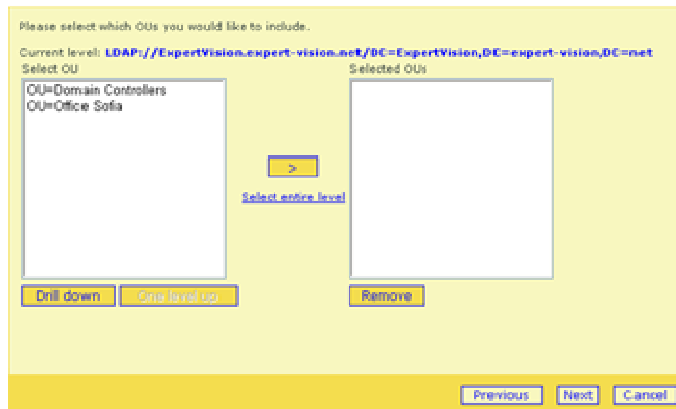 Please select which OUs you would like to include.
Current level: LDAP://ExpertVision.expert-vision.net/DC=ExpertVision,DC=expert-vision,DC=net
Select OU
Selected OUs
OU=Domain Controllers
OU=Office Sofia
>
Select entire level
Drill down
One level up
Remove
Previous
Next
Cancel